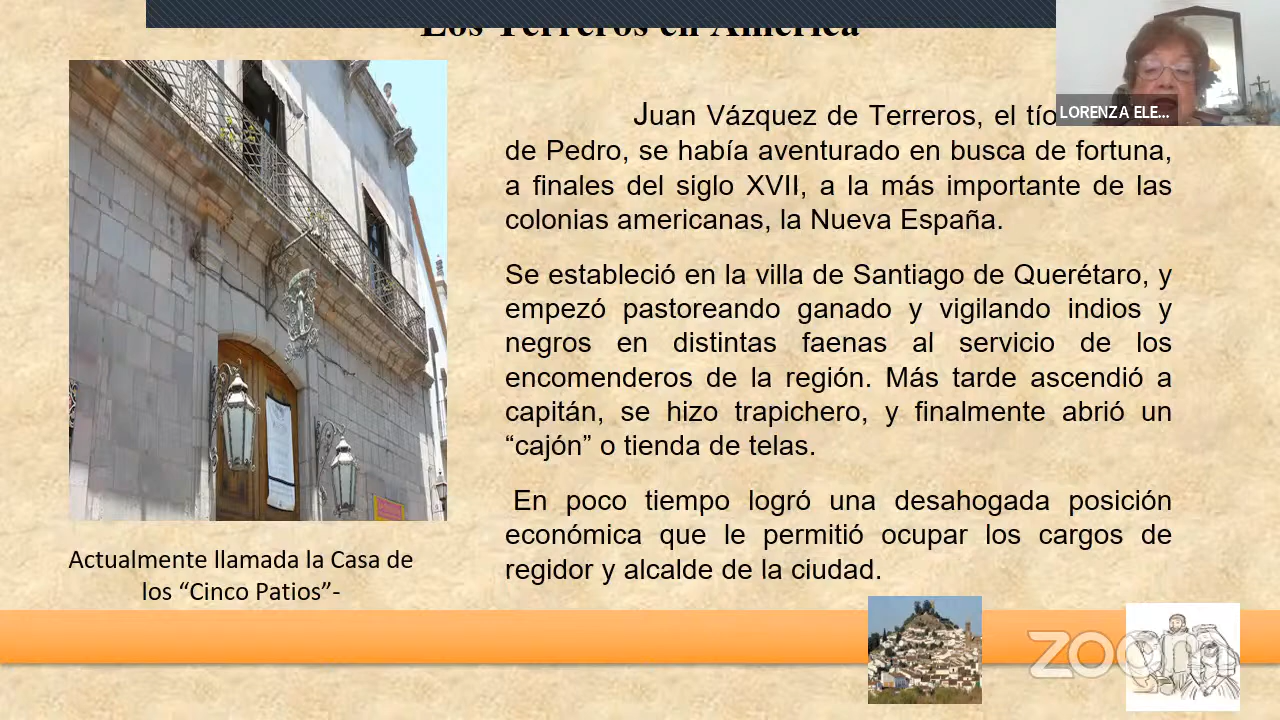 Los Terreros en América
LORENZA ELE...
Juan Vázquez de Terreros, el tío
de Pedro, se había aventurado en busca de fortuna,
a finales del siglo XVII, a la más importante de las
colonias americanas, la Nueva España.
Se estableció en la villa de Santiago de Querétaro, y
empezó pastoreando ganado y vigilando indios y
negros en distintas faenas al servicio de los
encomenderos de la región. Más tarde ascendió a
capitán, se hizo trapichero, y finalmente abrió un
“cajón” o tienda de telas.
En poco tiempo logró una desahogada posición
económica que le permitió ocupar los cargos de
regidor y alcalde de la ciudad.
Actualmente llamada la Casa de
los “Cinco Patios”-
zoom